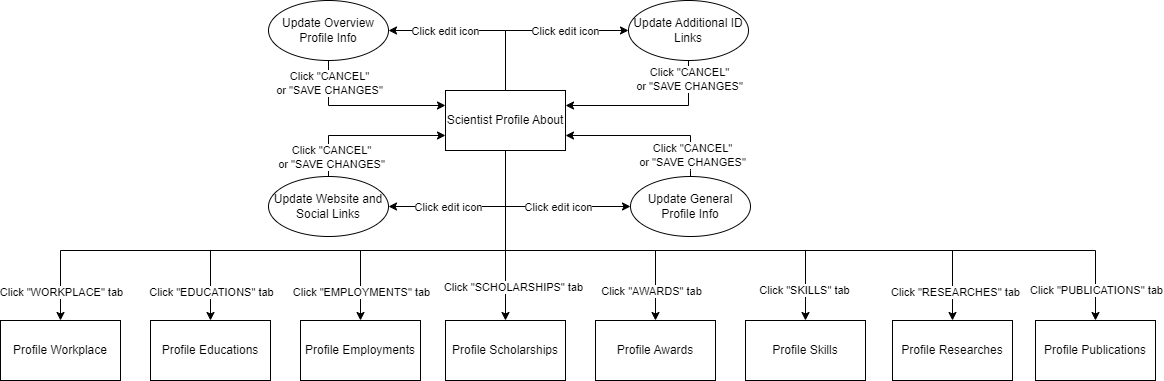 Update Overview
Profile Info
Click edit icon
Click edit icon
Update Additional ID
Links
Click "CANCEL"
or "SAVE CHANGES"
Click "CANCEL"
or "SAVE CHANGES"
Scientist Profile About
Click "CANCEL"
or "SAVE CHANGES"
Click "CANCEL"
or "SAVE CHANGES"
Update Website and
Social Links
Click edit icon
Click edit icon
Update General
Profile Info
Click "WORKPLACE" tab
Click "EDUCATIONS" tab
Click "EMPLOYMENTS" tab
Click "SCHOLARSHIPS" tab
Click "AWARDS" tab
Click "SKILLS" tab
Click "RESEARCHES" tab
Click "PUBLICATIONS" tab
Profile Workplace
Profile Educations
Profile Employments
Profile Scholarships
Profile Awards
Profile Skills
Profile Researches
Profile Publications